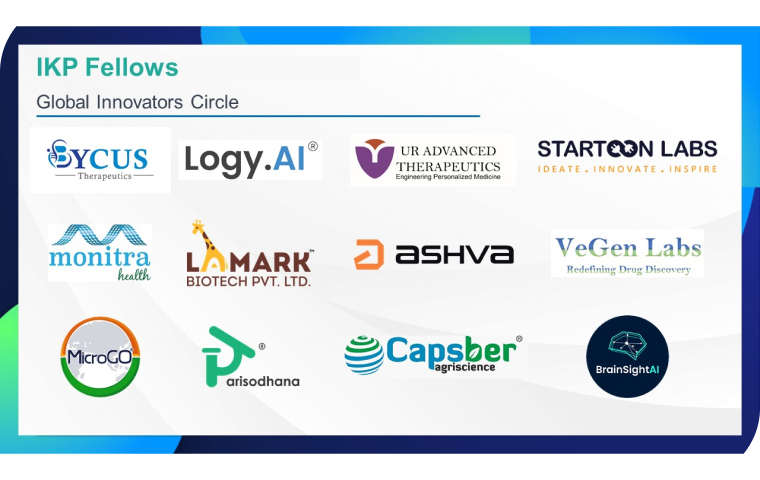 IKP Fellows
Global Innovators Circle
BYCUS
Therapeutics
Logy.AI®
UR ADVANCED
THERAPEUTICS
Engineering Personalized Medicine
STARTOON LABS
IDEATE . INNOVATE . INSPIRE
monitra
health
LAMARK™
BIOTECH PVT. LTD.
ASHVA
VeGen Labs
Redefining Drug Discovery
MicroGO
Parisodhana®
Capsber®
agriscience
BrainSightAI